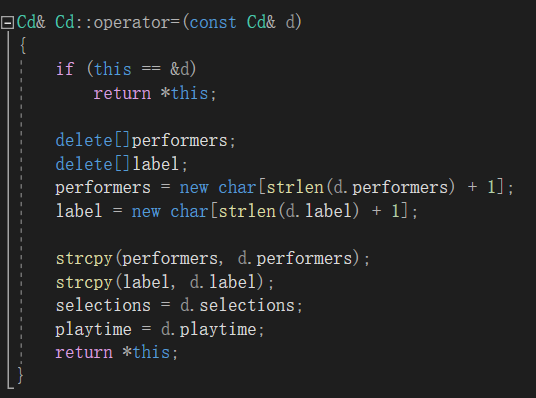 Cd& Cd::operator=(const Cd& d)
{
    if (this == &d)
        return *this;

    delete[]performers;
    delete[]label;
    performers = new char[strlen(d.performers) + 1];
    label = new char[strlen(d.label) + 1];

    strcpy(performers, d.performers);
    strcpy(label, d.label);
    selections = d.selections;
    playtime = d.playtime;
    return *this;
}